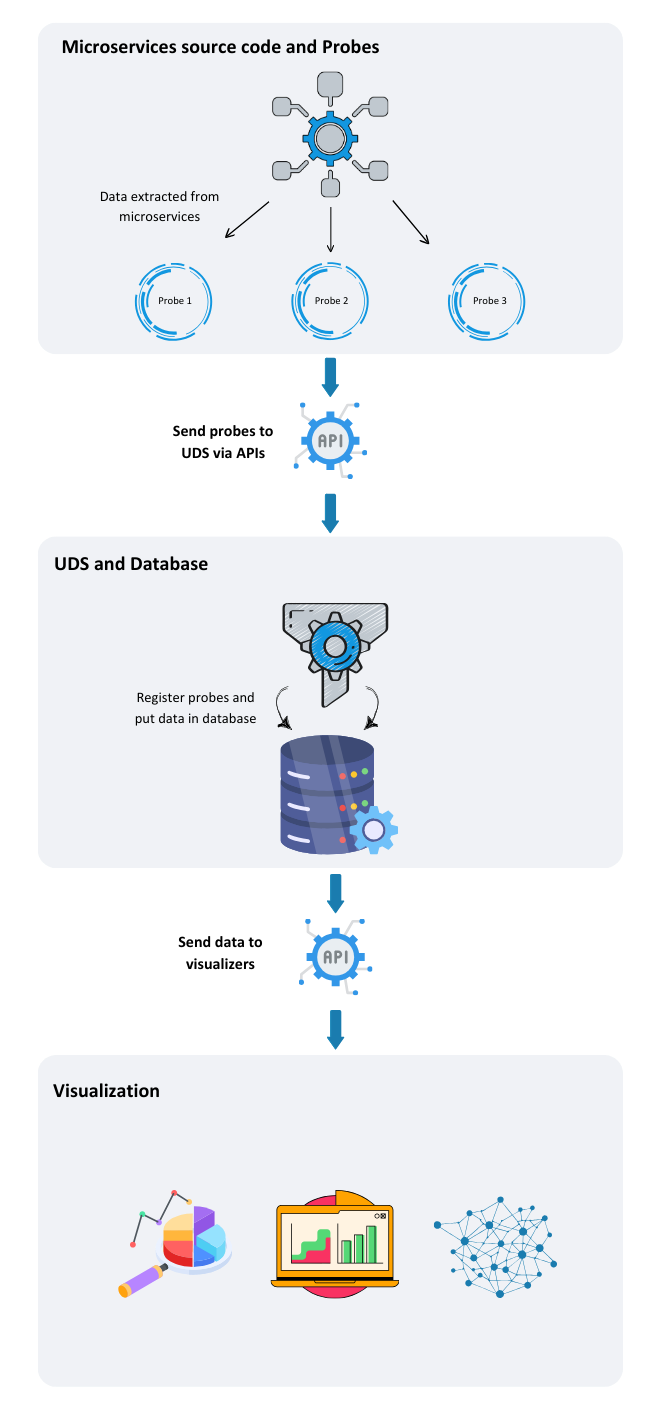 Microservices source code and Probes
Data extracted from
microservices
Probe 1
Probe 2
Probe 3
Send probes to
UDS via APIs
API
UDS and Database
Register probes and
put data in database
Send data to
visualizers
API
Visualization